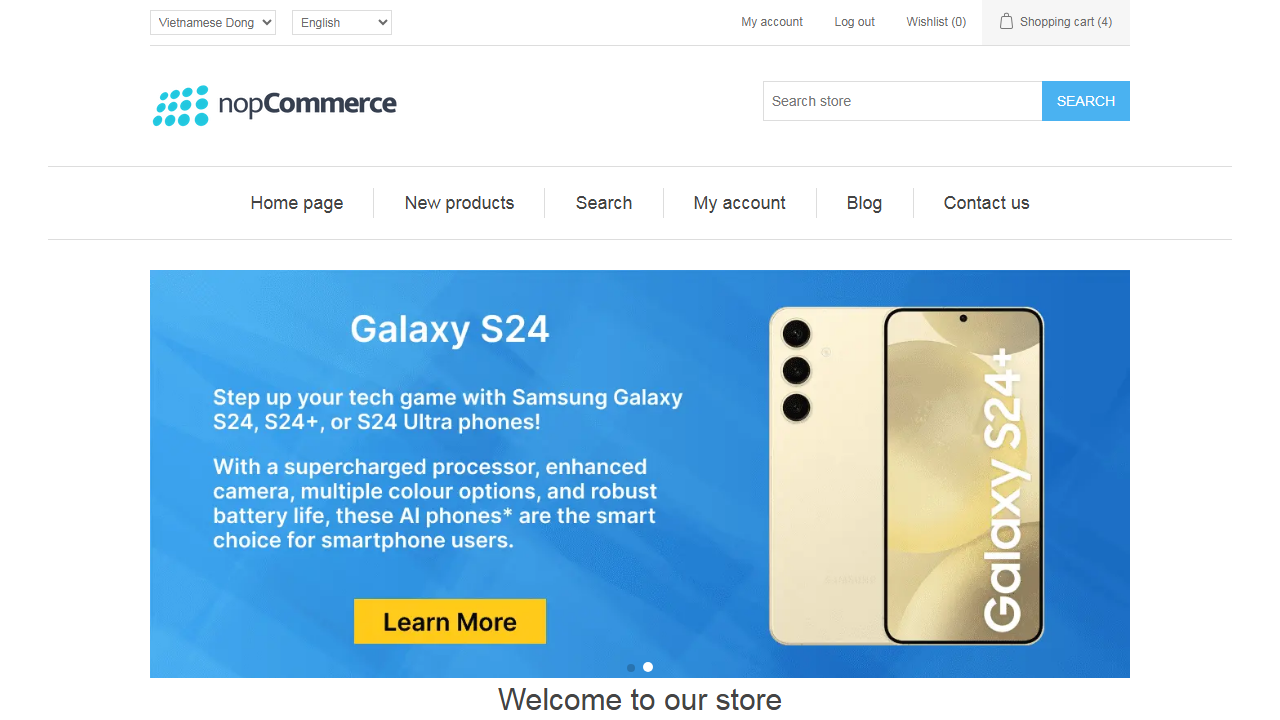 Vietnamese Dong English My account Log out Wishlist (0) Shopping cart (4)
nopCommerce Search store SEARCH
Home page New products Search My account Blog Contact us
Galaxy S24
Step up your tech game with Samsung Galaxy
S24, S24+, or S24 Ultra phones!
With a supercharged processor, enhanced
camera, multiple colour options, and robust
battery life, these AI phones* are the smart
choice for smartphone users.
Learn More
Galaxy S24+
SAMSUNG
Welcome to our store